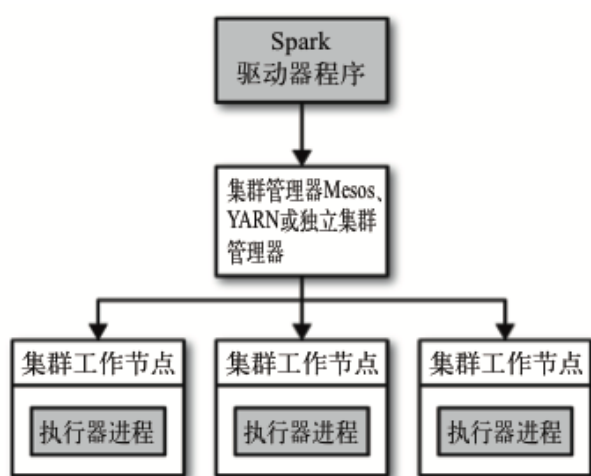 Spark
驱动器程序
集群管理器Mesos、
YARN或独立集群
管理器
集群工作节点
集群工作节点
集群工作节点
执行器进程
执行器进程
执行器进程